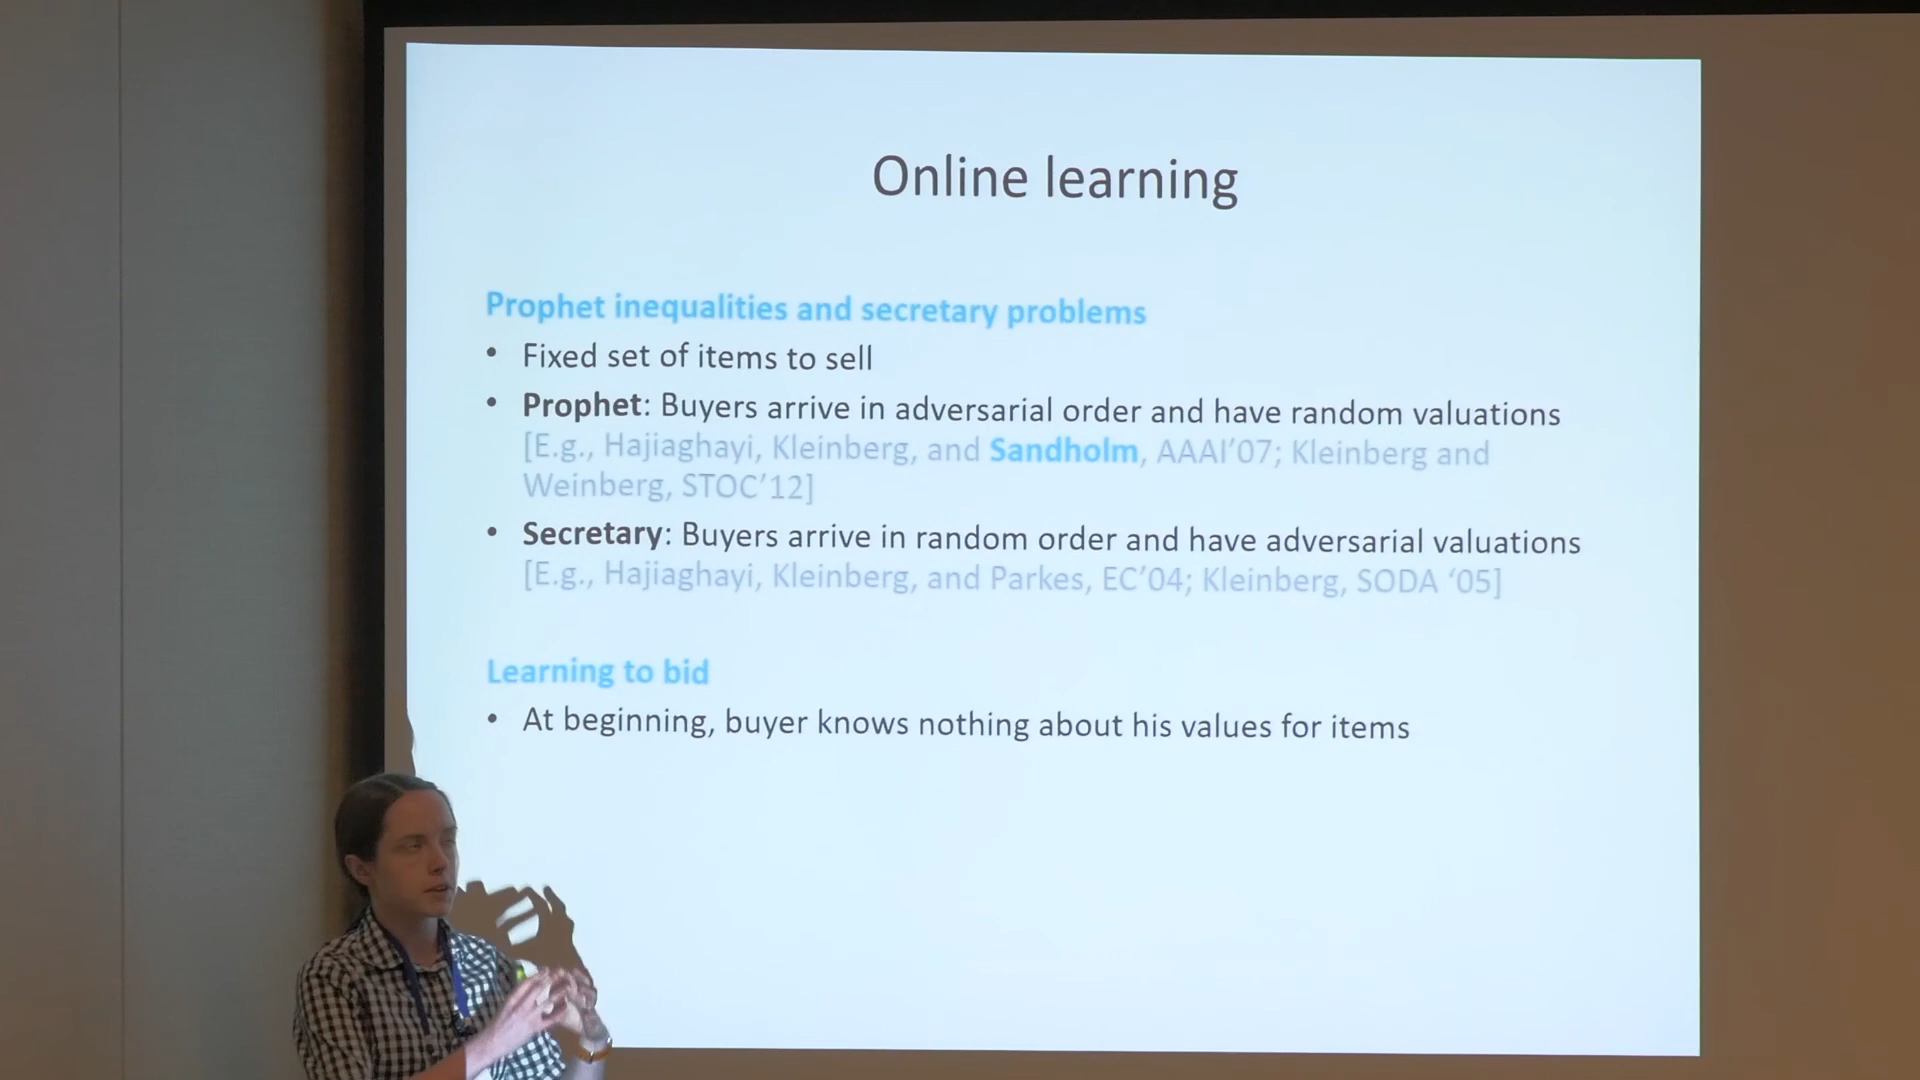 Online learning
Prophet inequalities and secretary problems
• Fixed set of items to sell
• Prophet: Buyers arrive in adversarial order and have random valuations
[E.g., Hajiaghayi, Kleinberg, and Sandholm, AAAI’07; Kleinberg and
Weinberg, STOC’12]
• Secretary: Buyers arrive in random order and have adversarial valuations
[E.g., Hajiaghayi, Kleinberg, and Parkes, EC’04; Kleinberg, SODA ‘05]
Learning to bid
• At beginning, buyer knows nothing about his values for items